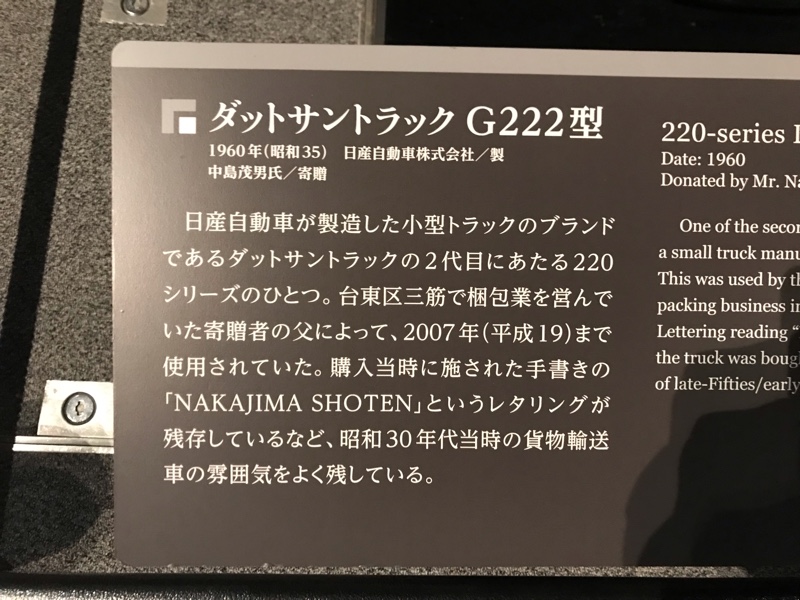 ダットサントラック G222型
1960年(昭和35) 日産自動車株式会社／製
中島茂男氏／寄贈
日産自動車が製造した小型トラックのブランド
であるダットサントラックの2代目にあたる220
シリーズのひとつ。台東区三筋で梱包業を営んで
いた寄贈者の父によって、2007年(平成19)まで
使用されていた。購入当時に施された手書きの
「NAKAJIMA SHOTEN」というレタリングが
残存しているなど、昭和30年代当時の貨物輸送
車の雰囲気をよく残している。
220-series
Date: 1960
Donated by Mr.
One of the
a small truck
This was used by
packing business
Lettering reading “
the truck was
of late-Fifties/early